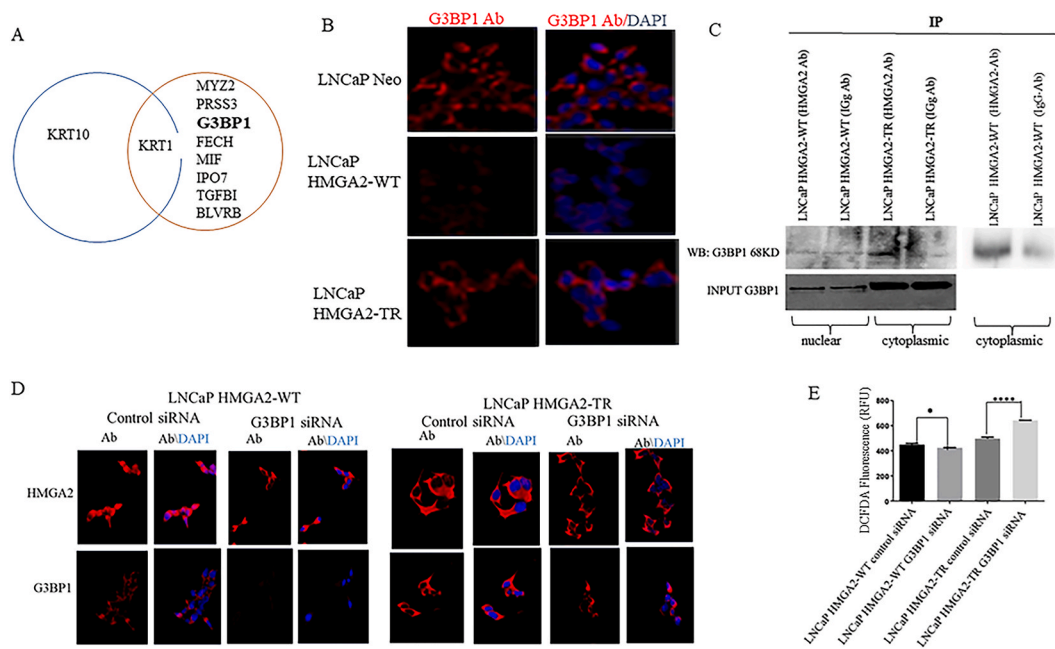 A
KRT10
KRT1
MYZ2
PRSS3
G3BP1
FECH
MIF
IPO7
TGFBI
BLVRB
B
G3BP1 Ab
G3BP1 Ab/DAPI
LNCaP Neo
LNCaP
HMGA2-WT
LNCaP
HMGA2-TR
C
IP
LNCaP HMGA2-WT (HMGA2 Ab)
LNCaP HMGA2-WT (IGg Ab)
LNCaP HMGA2-TR (HMGA2 Ab)
LNCaP HMGA2-TR (IGg Ab)
LNCaP HMGA2-WT (HMGA2-Ab)
LNCaP HMGA2-WT (IgG-Ab)
WB: G3BP1 68KD
INPUT G3BP1
nuclear
cytoplasmic
cytoplasmic
D
LNCaP HMGA2-WT
Control siRNA
G3BP1 siRNA
Ab
Ab\DAPI
Ab
Ab\DAPI
LNCaP HMGA2-TR
Control siRNA
G3BP1 siRNA
Ab
Ab\DAPI
Ab
Ab\DAPI
HMGA2
G3BP1
E
DCFDA Fluorescence (RFU)
800
600
400
200
0
*
****
LNCaP HMGA2-WT control siRNA
LNCaP HMGA2-WT G3BP1 siRNA
LNCaP HMGA2-TR control siRNA
LNCaP HMGA2-TR G3BP1 siRNA